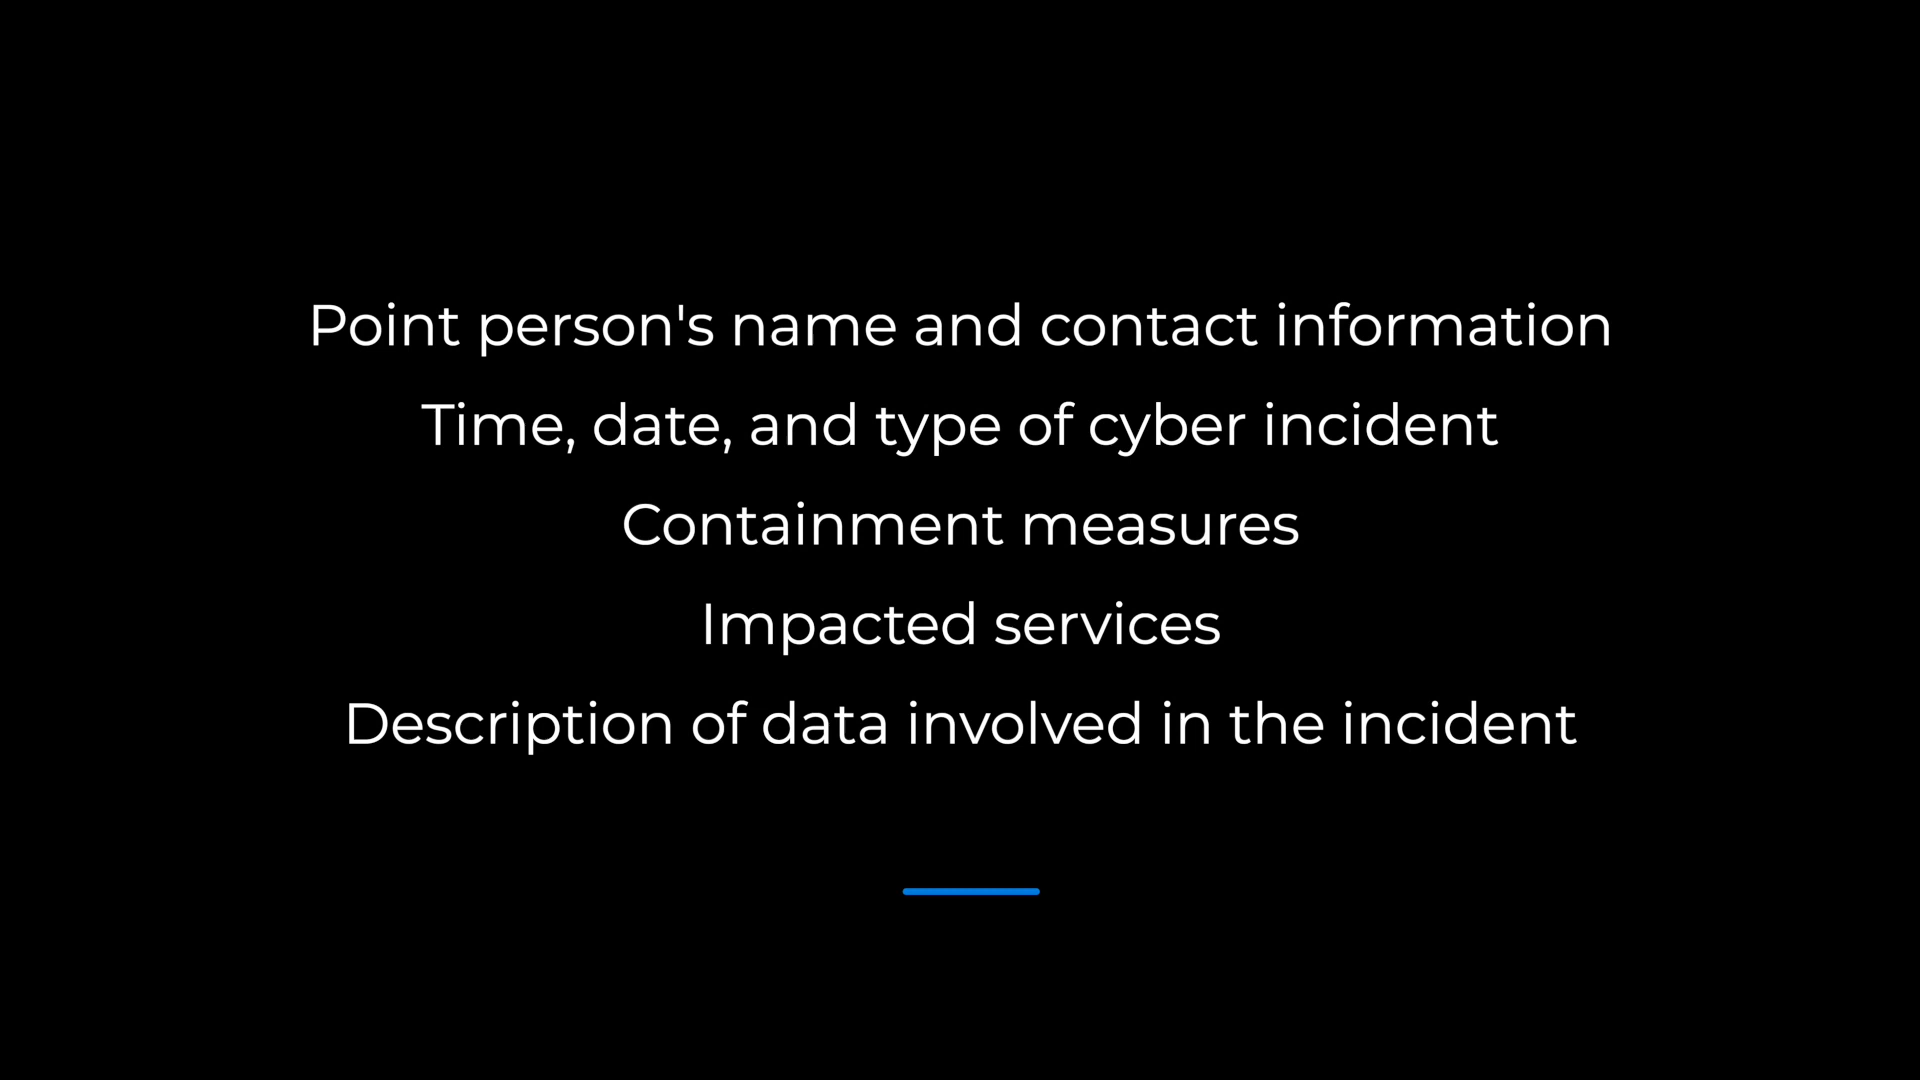 Point person's name and contact information
Time, date, and type of cyber incident
Containment measures
Impacted services
Description of data involved in the incident